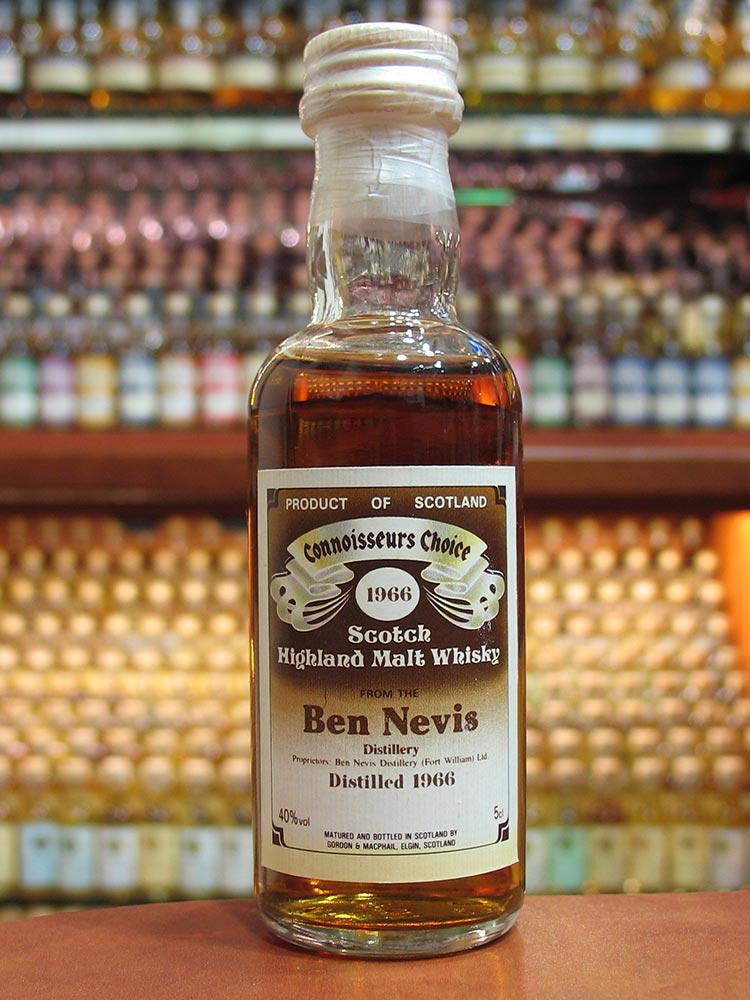 PRODUCT OF SCOTLAND
Connoisseurs Choice
1966
Scotch
Highland Malt Whisky
FROM THE
Ben Nevis
Distillery
Proprietors: Ben Nevis Distillery (Fort William) Ltd.
Distilled 1966
40%vol 5cl
MATURED AND BOTTLED IN SCOTLAND BY
GORDON & MACPHAIL, ELGIN, SCOTLAND